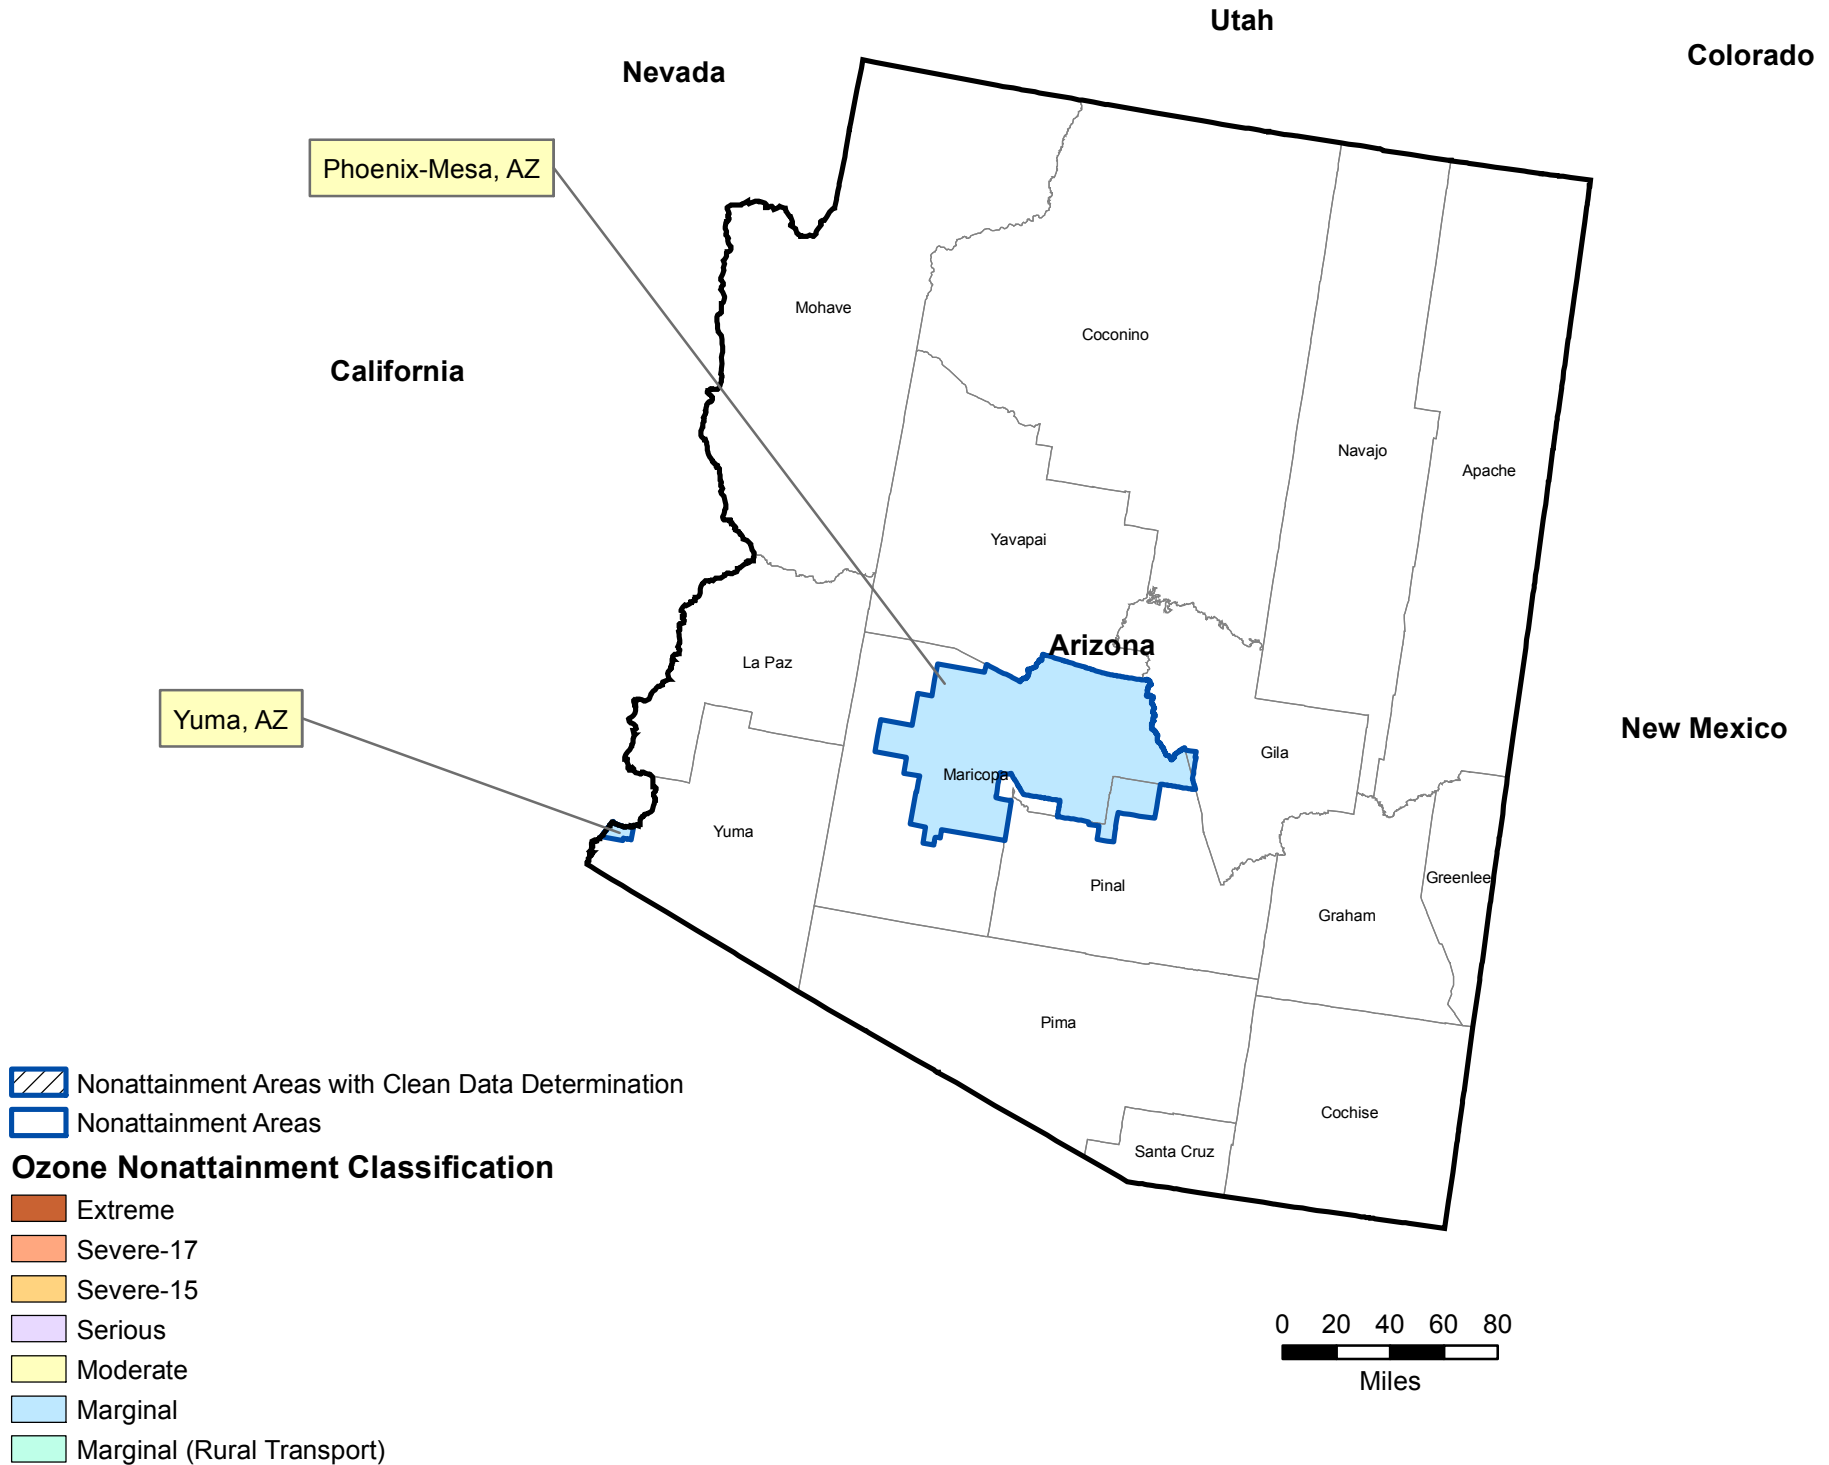 Utah
Colorado
Nevada
Phoenix-Mesa, AZ
Mohave
Coconino
California
Navajo
Apache
Yavapai
Arizona
La Paz
Yuma, AZ
New Mexico
Gila
Maricopa
Yuma
Pinal
Greenlee
Graham
Pima
Cochise
Santa Cruz
Nonattainment Areas with Clean Data Determination
Nonattainment Areas
Ozone Nonattainment Classification
Extreme
Severe-17
Severe-15
Serious
Moderate
Marginal
Marginal (Rural Transport)
0 20 40 60 80
Miles